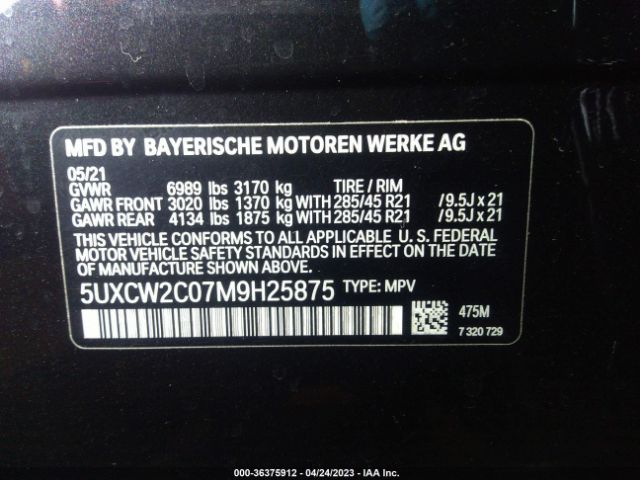 MFD BY BAYERISCHE MOTOREN WERKE AG
05/21
GVWR 6989 lbs 3170 kg TIRE / RIM
GAWR FRONT 3020 lbs 1370 kg WITH 285/45 R21 / 9.5J x 21
GAWR REAR 4134 lbs 1875 kg WITH 285/45 R21 / 9.5J x 21
THIS VEHICLE CONFORMS TO ALL APPLICABLE U. S. FEDERAL
MOTOR VEHICLE SAFETY STANDARDS IN EFFECT ON THE DATE OF
MANUFACTURE SHOWN ABOVE.
5UXCW2C07M9H25875 TYPE: MPV
475M
7 320 729
000-36375912 - 04/24/2023 - IAA Inc.